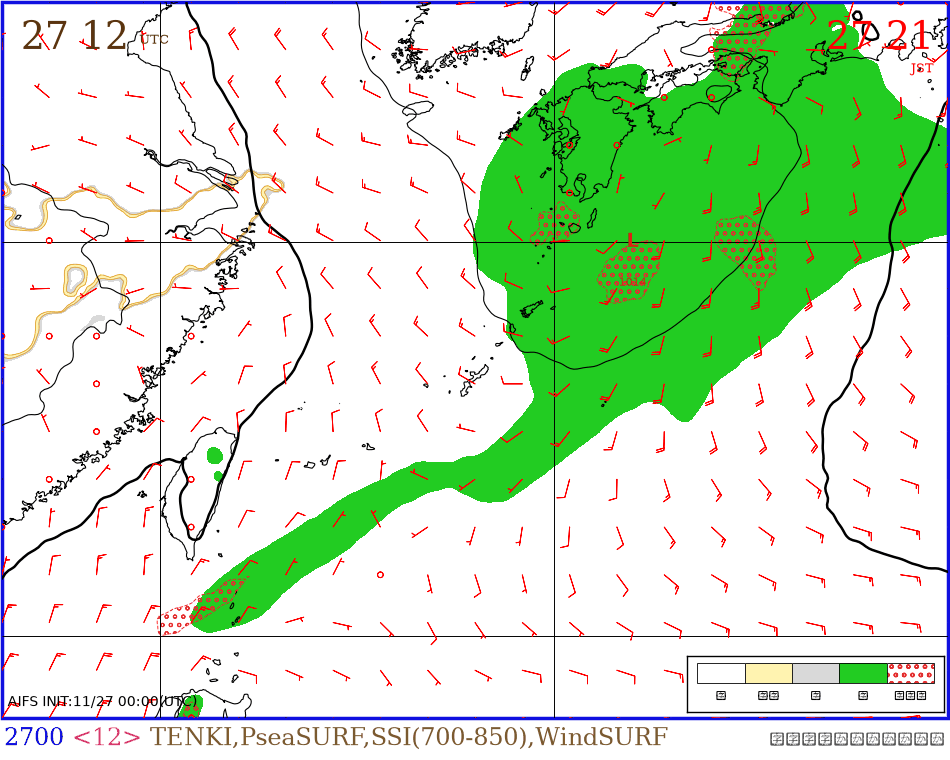 27 12 UTC
27 21
JST
L
AIFS INIT:11/27 00:00(UTC)
2700 <12> TENKI,PseaSURF,SSI(700-850),WindSURF